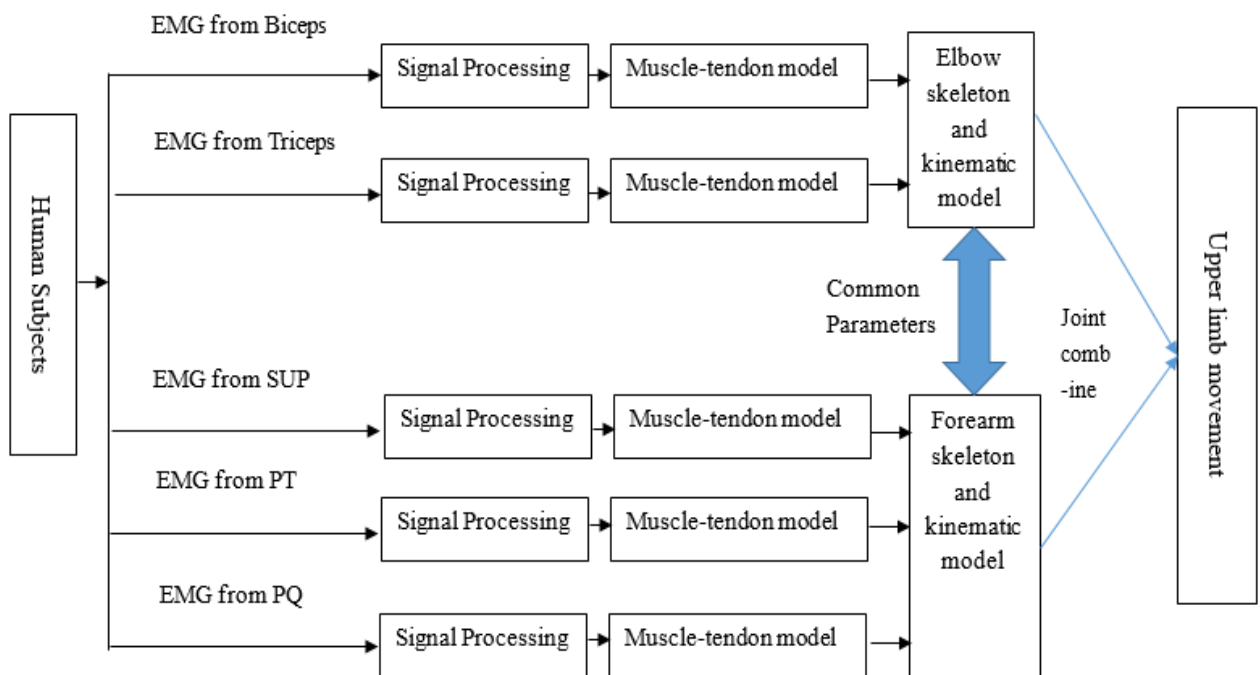 Human Subjects
EMG from Biceps
Signal Processing
Muscle-tendon model
EMG from Triceps
Signal Processing
Muscle-tendon model
Elbow
skeleton
and
kinematic
model
Common
Parameters
EMG from SUP
Signal Processing
Muscle-tendon model
EMG from PT
Signal Processing
Muscle-tendon model
EMG from PQ
Signal Processing
Muscle-tendon model
Forearm
skeleton
and
kinematic
model
Joint
comb
-ine
Upper limb movement